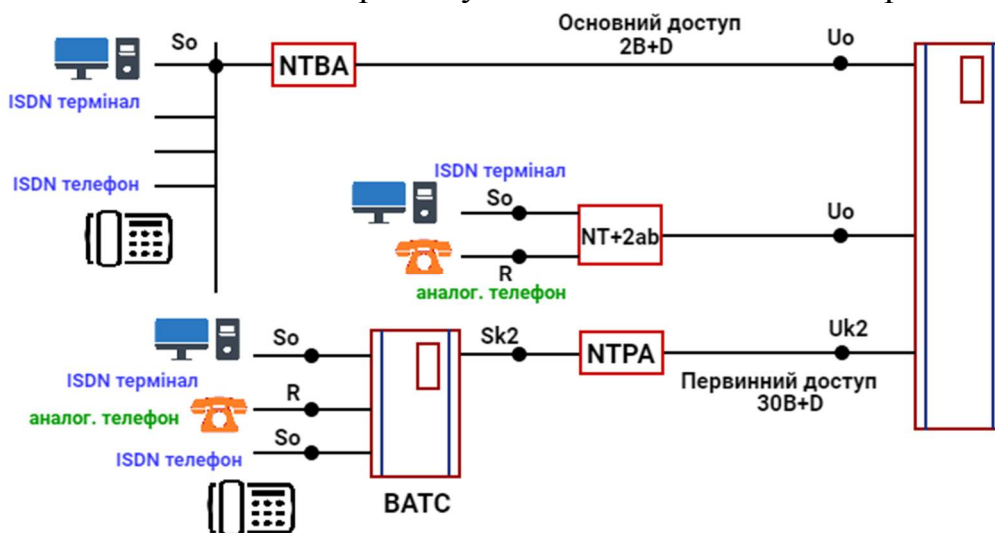 Основний доступ
2B+D
So
Uo
NTBA
ISDN термінал
ISDN телефон
ISDN термінал
So
Uo
NT+2ab
R
аналог. телефон
So
Sk2
Uk2
NTPA
ISDN термінал
R
Первинний доступ
30B+D
аналог. телефон
So
ISDN телефон
ВАТС